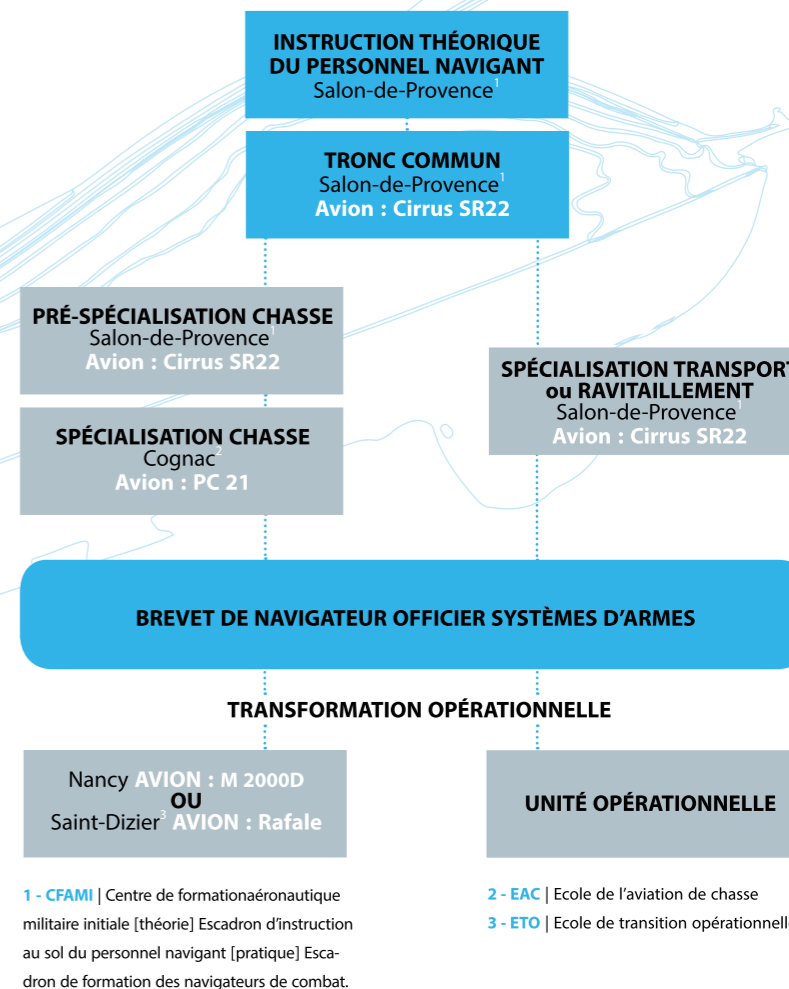 INSTRUCTION THÉORIQUE
DU PERSONNEL NAVIGANT
Salon-de-Provence1
TRONC COMMUN
Salon-de-Provence1
Avion : Cirrus SR22
PRÉ-SPÉCIALISATION CHASSE
Salon-de-Provence1
Avion : Cirrus SR22
SPÉCIALISATION CHASSE
Cognac2
Avion : PC 21
SPÉCIALISATION TRANSPORT
ou RAVITAILLEMENT
Salon-de-Provence1
Avion : Cirrus SR22
BREVET DE NAVIGATEUR OFFICIER SYSTÈMES D'ARMES
TRANSFORMATION OPÉRATIONNELLE
Nancy AVION : M 2000D
OU
Saint-Dizier3 AVION : Rafale
UNITÉ OPÉRATIONNELLE
1 - CFAMI | Centre de formationaéronautique
militaire initiale [théorie] Escadron d'instruction
au sol du personnel navigant [pratique] Esca-
dron de formation des navigateurs de combat.
2 - EAC | Ecole de l'aviation de chasse
3 - ETO | Ecole de transition opérationnelle